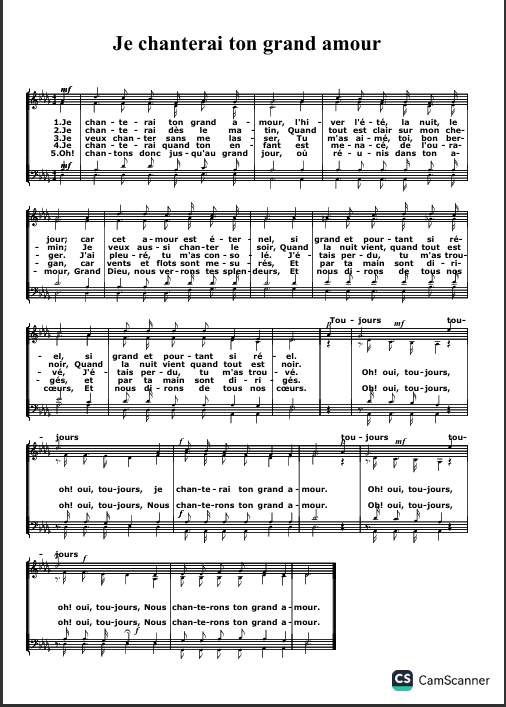 Je chanterai ton grand amour
mf
1.Je chan - te - rai ton grand a - mour, l'hi - ver l'é - té, la nuit, le
2.Je chan - te - rai dès le ma - tin, Quand tout est clair sur mon che-
3.Je veux chan - ter sans me las - ser, Tu m'as ai - mé, toi, bon ber-
4.Je chan - te - rai quand ton en - fant est me - na - cé, de l'ou - ra-
5.Oh! chan - tons donc jus - qu'au grand jour, où ré - u - nis dans ton a-
mf
jour; car cet a - mour est é - ter - nel, si grand et pour - tant si ré-
- min; Je veux aus - si chan - ter le soir, Quand la nuit vient, quand tout est
- ger. J'ai pleu - ré, tu m'as con - so - lé. J'é - tais per - du, tu m'as trou-
- gan, car vents et flots sont me - su - rés, Et par ta main sont di - ri-
- mour, Grand Dieu, nous ver - rons tes splen - deurs, Et nous di - rons de tous nos
Tou - jours mf tou-
- el, si grand et pour - tant si ré - el.
noir, Quand la nuit vient quand tout est noir.
- vé, J'é - tais per - du, tu m'as trou - vé. Oh! oui, tou-jours,
- gés, et par ta main sont di - ri - gés.
cœurs, Et nous di - rons de tous nos cœurs. Oh! oui, tou-jours,
- jours f tou - jours mf tou-
oh! oui, tou-jours, je chan-te - rai ton grand a - mour. Oh! oui, tou-jours,
oh! oui, tou-jours, Nous chan-te-rons ton grand a - mour. Oh! oui, tou-jours,
f
- jours f
oh! oui, tou-jours, Nous chan-te-rons ton grand a - mour.
oh! oui, tou-jours, Nous chan-te-rons ton grand a - mour.
f
CS CamScanner